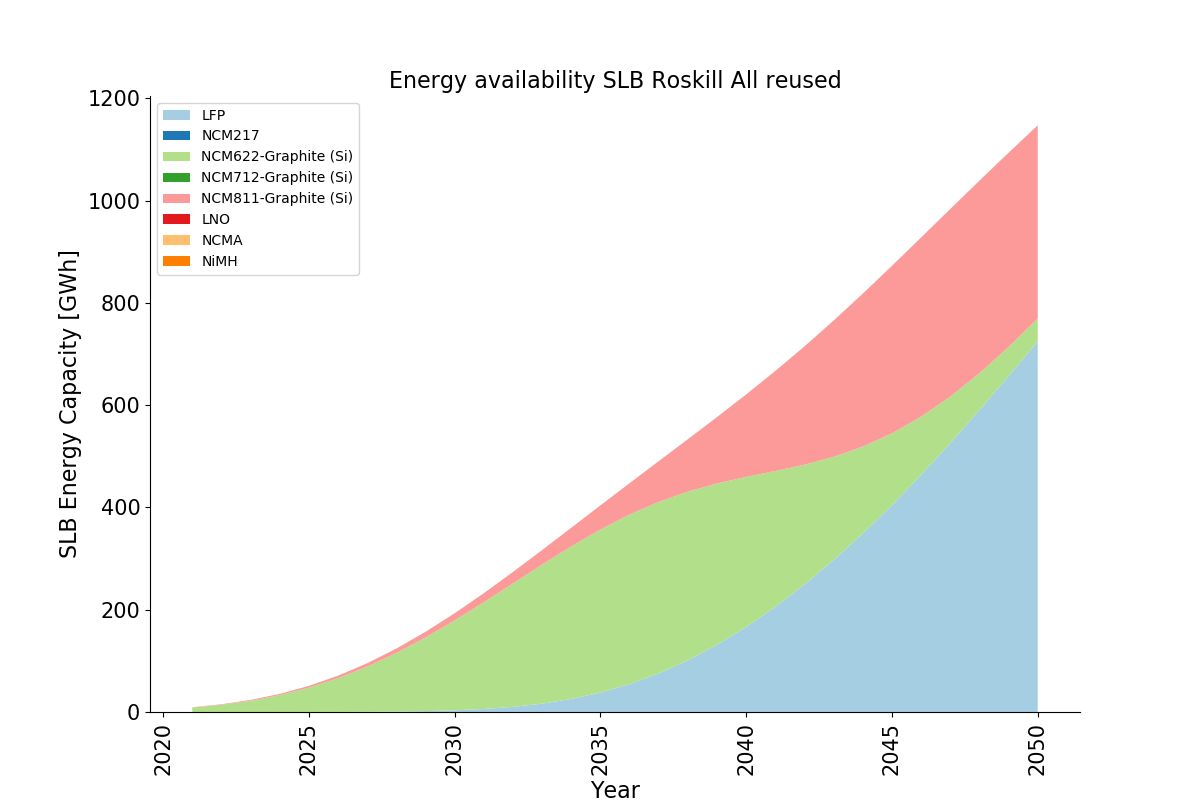 Energy availability SLB Roskill All reused
1200
1000
800
600
400
200
0
SLB Energy Capacity [GWh]
LFP
NCM217
NCM622-Graphite (Si)
NCM712-Graphite (Si)
NCM811-Graphite (Si)
LNO
NCMA
NiMH
2020
2025
2030
2035
2040
2045
2050
Year